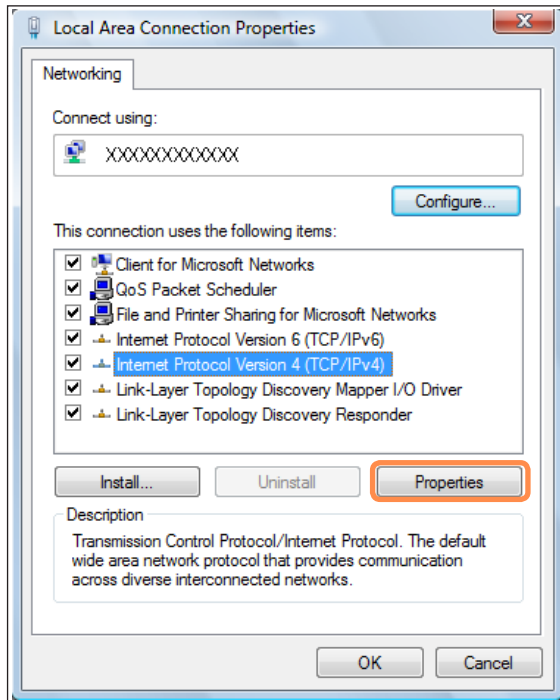 Local Area Connection Properties
Networking
Connect using:
XXXXXXXXXXXX
Configure...
This connection uses the following items:
Client for Microsoft Networks
QoS Packet Scheduler
File and Printer Sharing for Microsoft Networks
Internet Protocol Version 6 (TCP/IPv6)
Internet Protocol Version 4 (TCP/IPv4)
Link-Layer Topology Discovery Mapper I/O Driver
Link-Layer Topology Discovery Responder
Install...
Uninstall
Properties
Description
Transmission Control Protocol/Internet Protocol. The default
wide area network protocol that provides communication
across diverse interconnected networks.
OK
Cancel